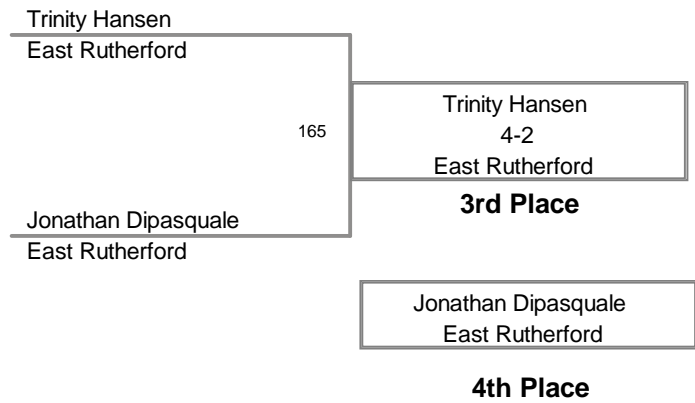 Trinity Hansen
East Rutherford
165
Trinity Hansen
4-2
East Rutherford
3rd Place
Jonathan Dipasquale
East Rutherford
Jonathan Dipasquale
East Rutherford
4th Place